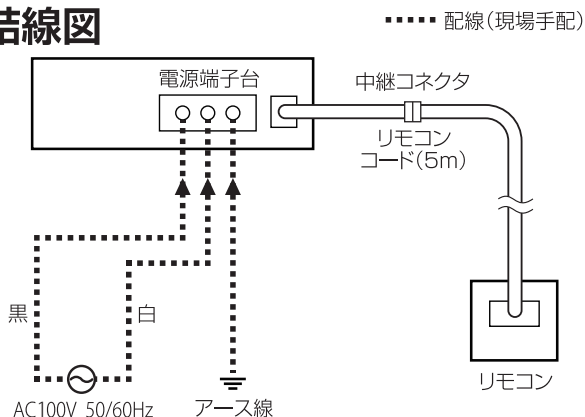 結線図
配線(現場手配)
電源端子台
中継コネクタ
リモコン
コード(5m)
黒
白
AC100V 50/60Hz
アース線
リモコン